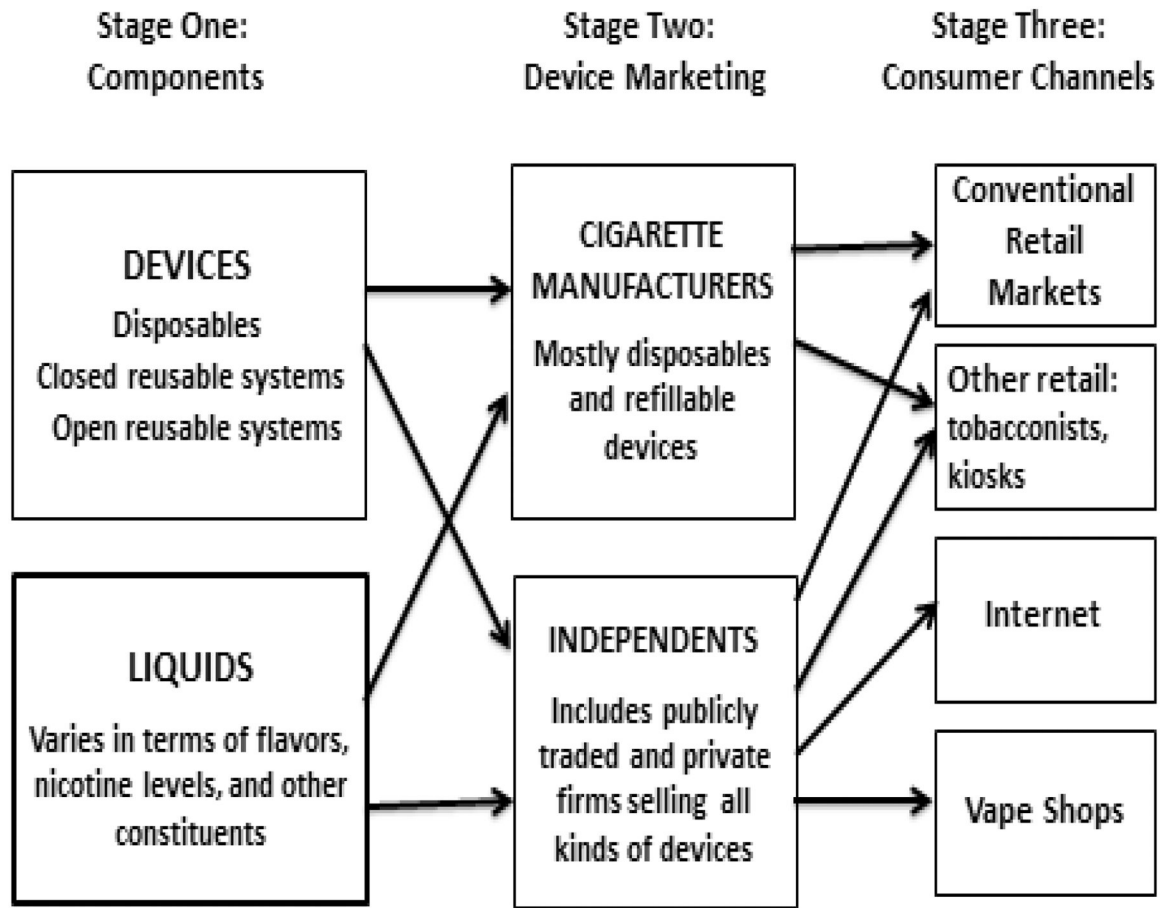 Stage One:
Components
Stage Two:
Device Marketing
Stage Three:
Consumer Channels
DEVICES
Disposables
Closed reusable systems
Open reusable systems
LIQUIDS
Varies in terms of flavors,
nicotine levels, and other
constituents
CIGARETTE
MANUFACTURERS
Mostly disposables
and refillable
devices
INDEPENDENTS
Includes publicly
traded and private
firms selling all
kinds of devices
Conventional
Retail
Markets
Other retail:
tobacconists,
kiosks
Internet
Vape Shops